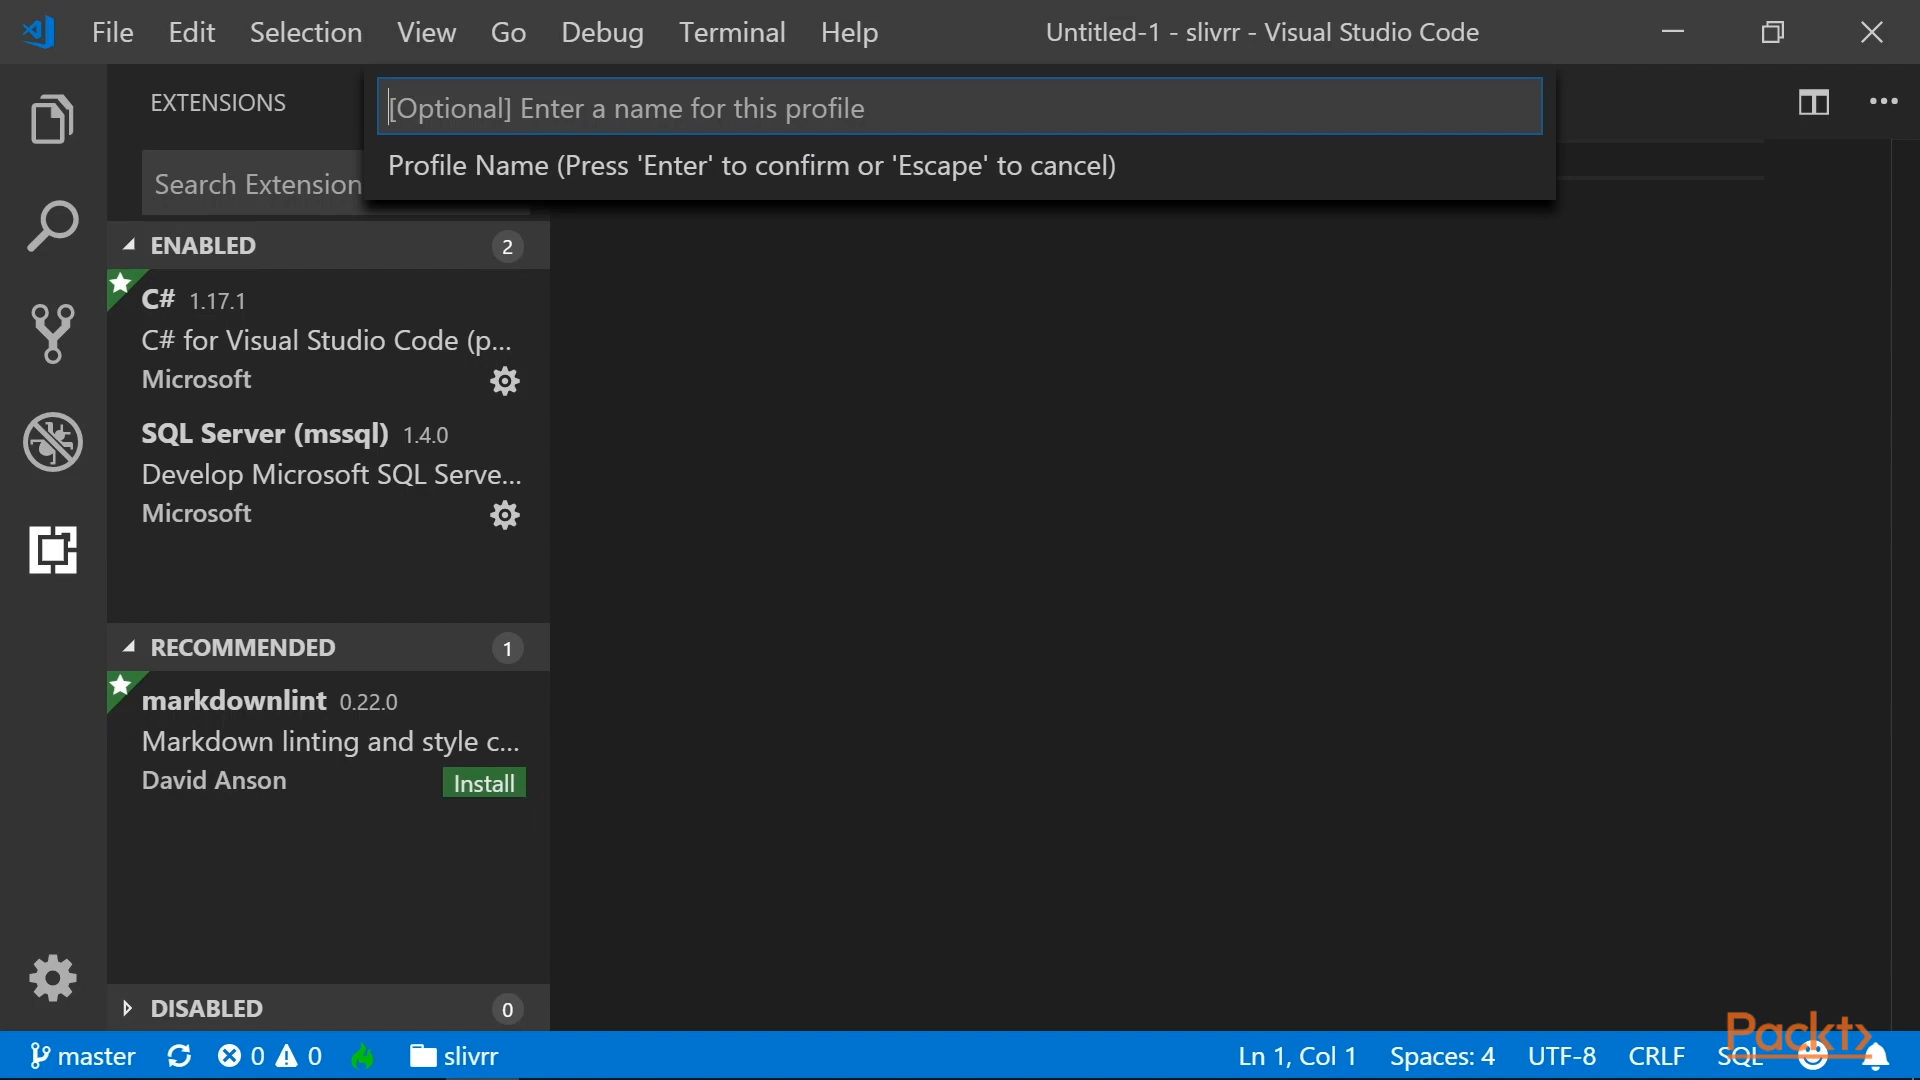 File Edit Selection View Go Debug Terminal Help Untitled-1 - slivrr - Visual Studio Code
EXTENSIONS
[Optional] Enter a name for this profile
Profile Name (Press 'Enter' to confirm or 'Escape' to cancel)
Search Extension
ENABLED 2
C# 1.17.1
C# for Visual Studio Code (p...
Microsoft
SQL Server (mssql) 1.4.0
Develop Microsoft SQL Serve...
Microsoft
RECOMMENDED 1
markdownlint 0.22.0
Markdown linting and style c...
David Anson Install
DISABLED 0
master 0 0 slivrr Ln 1, Col 1 Spaces: 4 UTF-8 CRLF SQL
Packt>